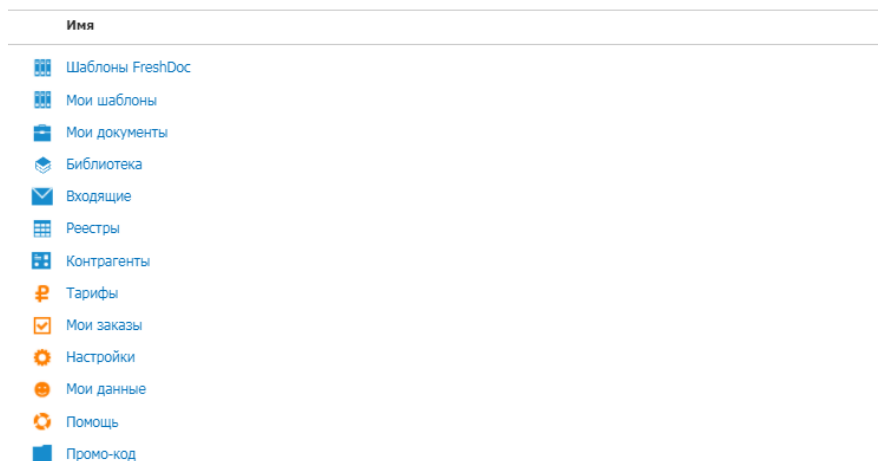 Имя
Шаблоны FreshDoc
Мои шаблоны
Мои документы
Библиотека
Входящие
Реестры
Контрагенты
Тарифы
Мои заказы
Настройки
Мои данные
Помощь
Промо-код